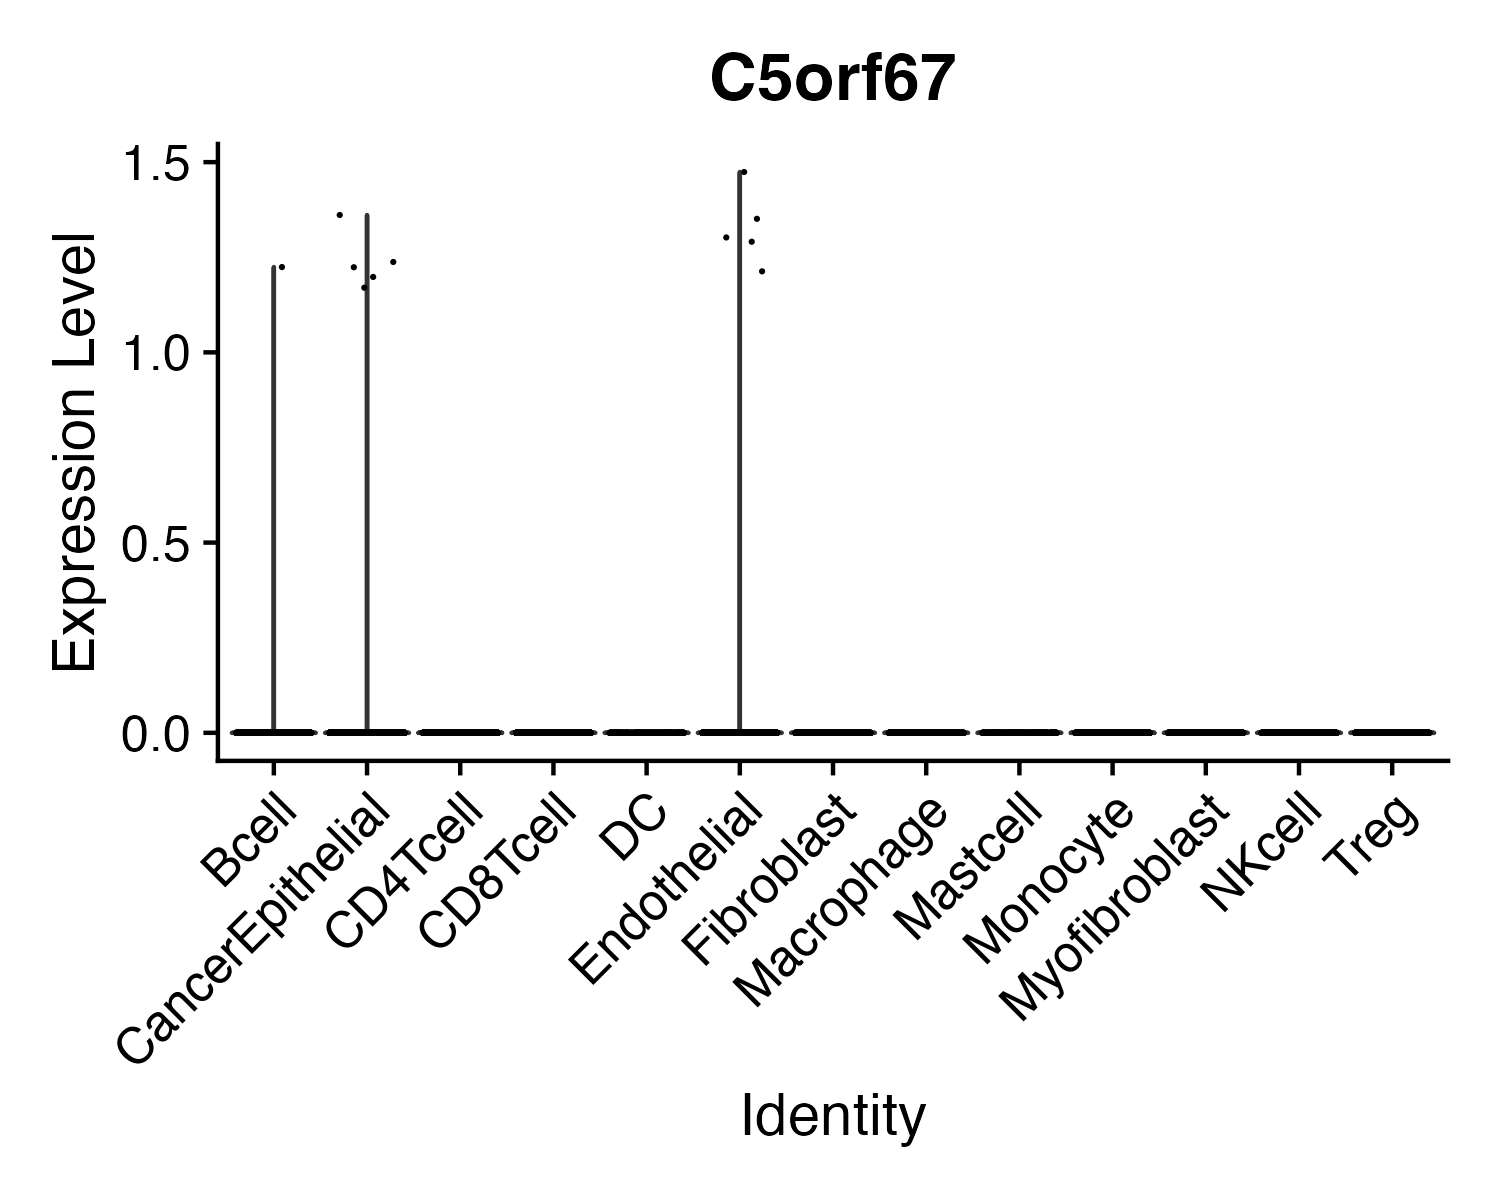 C5orf67
Expression Level
1.5
1.0
0.5
0.0
Bcell
CancerEpithelial
CD4Tcell
CD8Tcell
DC
Endothelial
Fibroblast
Macrophage
Mastcell
Monocyte
Myofibroblast
NKcell
Treg
Identity